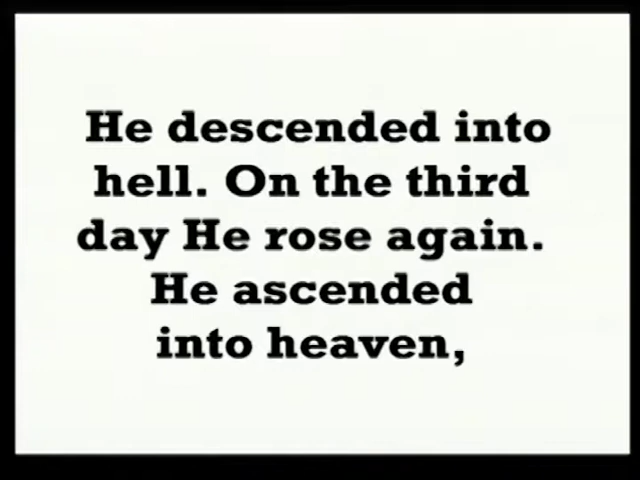 He descended into
hell. On the third
day He rose again.
He ascended
into heaven,